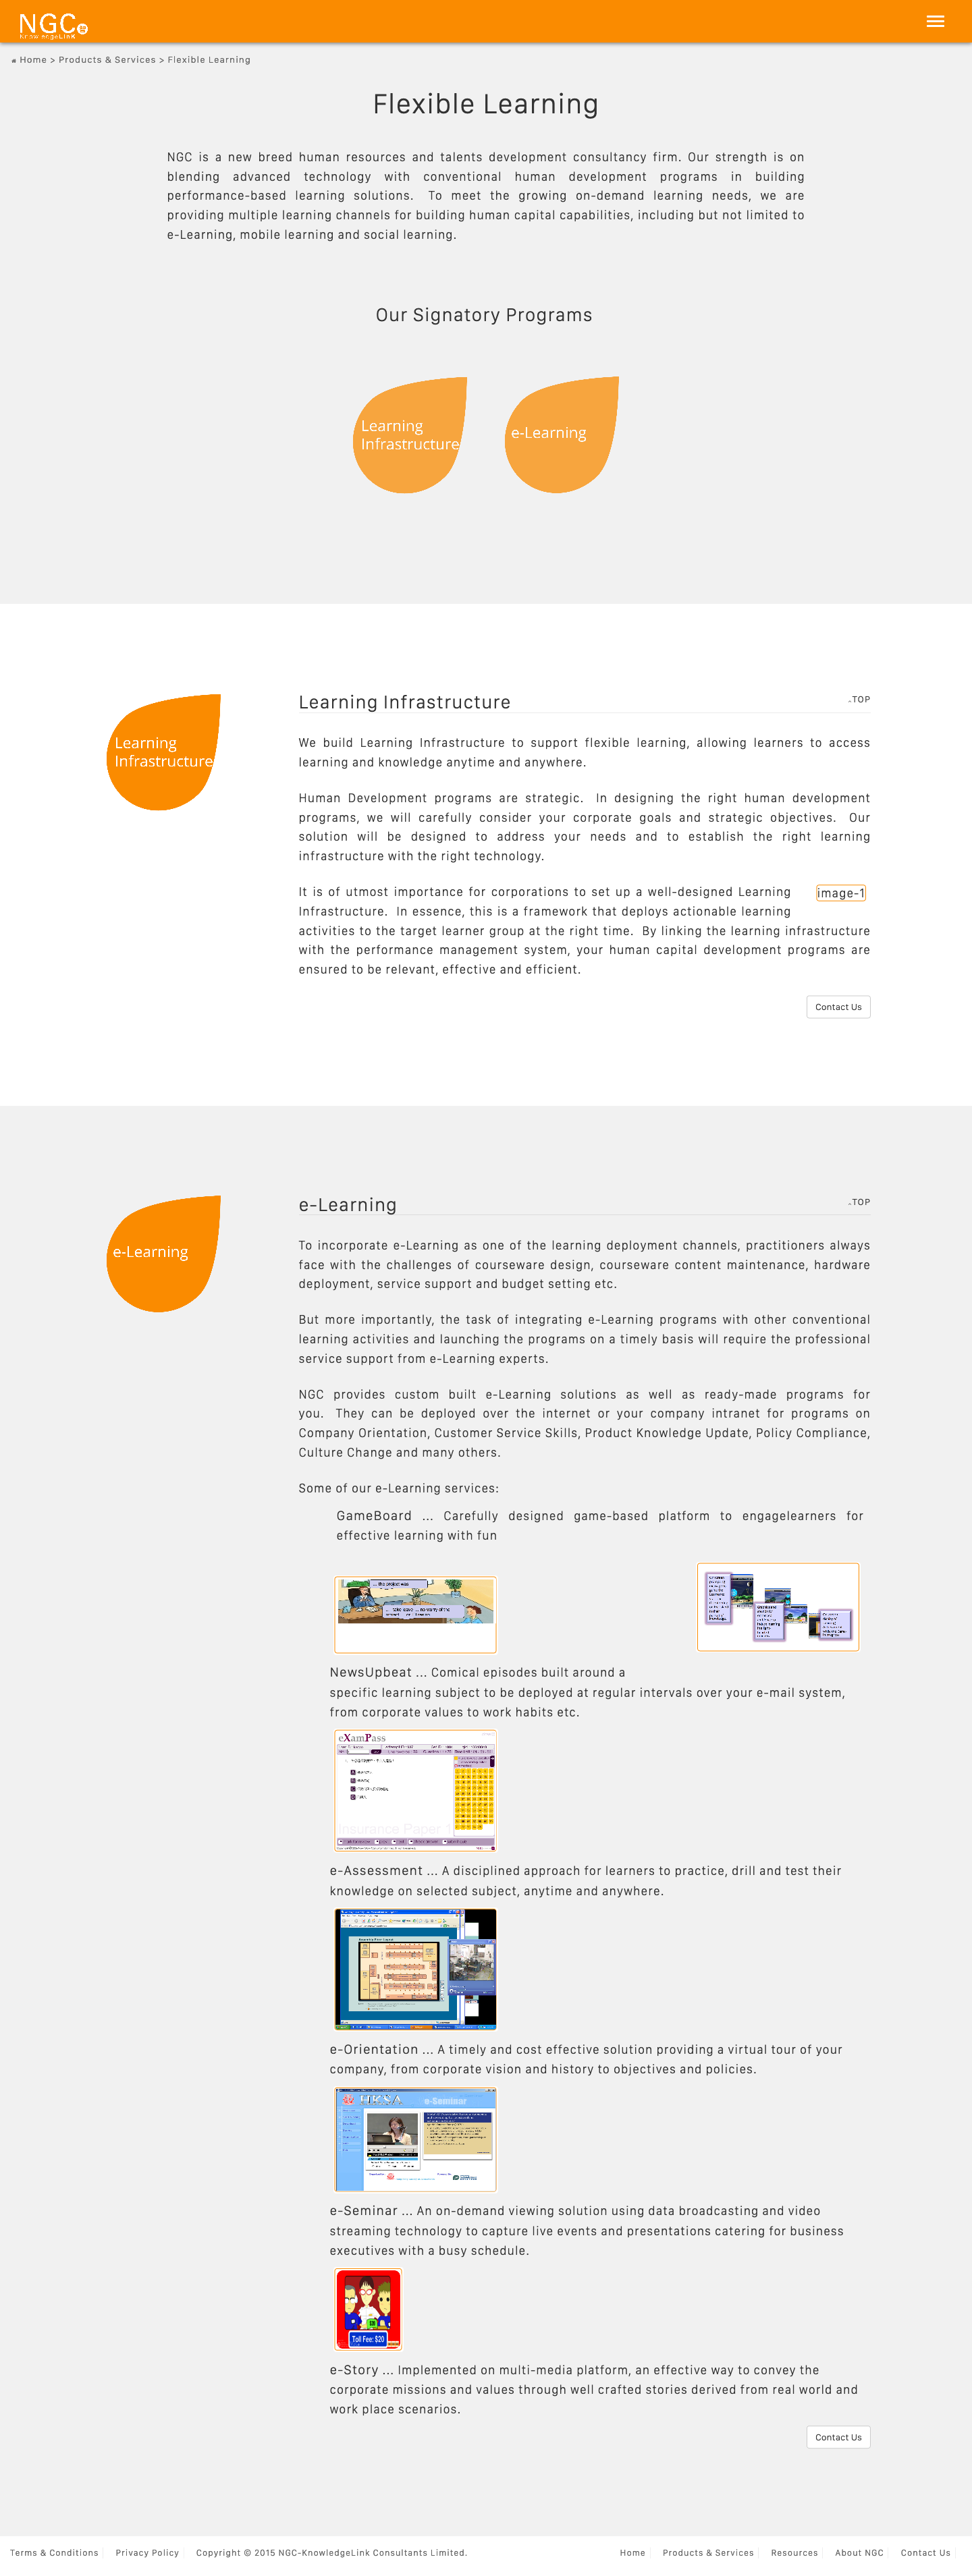 NGC
KnowledgeLinK
Home > Products & Services > Flexible Learning
Flexible Learning
NGC is a new breed human resources and talents development consultancy firm. Our strength is on
blending advanced technology with conventional human development programs in building
performance-based learning solutions. To meet the growing on-demand learning needs, we are
providing multiple learning channels for building human capital capabilities, including but not limited to
e-Learning, mobile learning and social learning.
Our Signatory Programs
Learning
Infrastructure
e-Learning
Learning Infrastructure
TOP
Learning
Infrastructure
We build Learning Infrastructure to support flexible learning, allowing learners to access
learning and knowledge anytime and anywhere.
Human Development programs are strategic. In designing the right human development
programs, we will carefully consider your corporate goals and strategic objectives. Our
solution will be designed to address your needs and to establish the right learning
infrastructure with the right technology.
It is of utmost importance for corporations to set up a well-designed Learning
image-1
Infrastructure. In essence, this is a framework that deploys actionable learning
activities to the target learner group at the right time. By linking the learning infrastructure
with the performance management system, your human capital development programs are
ensured to be relevant, effective and efficient.
Contact Us
e-Learning
TOP
e-Learning
To incorporate e-Learning as one of the learning deployment channels, practitioners always
face with the challenges of courseware design, courseware content maintenance, hardware
deployment, service support and budget setting etc.
But more importantly, the task of integrating e-Learning programs with other conventional
learning activities and launching the programs on a timely basis will require the professional
service support from e-Learning experts.
NGC provides custom built e-Learning solutions as well as ready-made programs for
you. They can be deployed over the internet or your company intranet for programs on
Company Orientation, Customer Service Skills, Product Knowledge Update, Policy Compliance,
Culture Change and many others.
Some of our e-Learning services:
GameBoard ... Carefully designed game-based platform to engagelearners for
effective learning with fun
... the project was
NewsUpbeat ... Comical episodes built around a
specific learning subject to be deployed at regular intervals over your e-mail system,
from corporate values to work habits etc.
eXamPass
Insurance Paper
e-Assessment ... A disciplined approach for learners to practice, drill and test their
knowledge on selected subject, anytime and anywhere.
e-Orientation ... A timely and cost effective solution providing a virtual tour of your
company, from corporate vision and history to objectives and policies.
HKSA
e-Seminar
e-Seminar ... An on-demand viewing solution using data broadcasting and video
streaming technology to capture live events and presentations catering for business
executives with a busy schedule.
Toll Fee: $20
e-Story ... Implemented on multi-media platform, an effective way to convey the
corporate missions and values through well crafted stories derived from real world and
work place scenarios.
Contact Us
Terms & Conditions
Privacy Policy
Copyright © 2015 NGC-KnowledgeLink Consultants Limited.
Home
Products & Services
Resources
About NGC
Contact Us